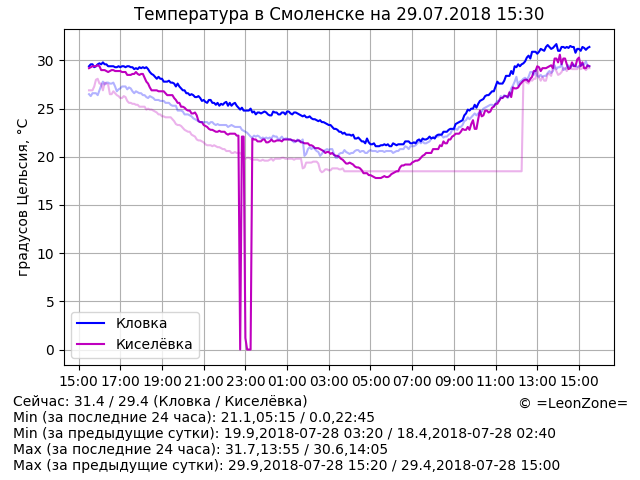 Температура в Смоленске на 29.07.2018 15:30
градусов Цельсия, °C
30
25
20
15
10
5
0
Кловка
Киселёвка
15:00 17:00 19:00 21:00 23:00 01:00 03:00 05:00 07:00 09:00 11:00 13:00 15:00
Сейчас: 31.4 / 29.4 (Кловка / Киселёвка)
© =LeonZone=
Min (за последние 24 часа): 21.1,05:15 / 0.0,22:45
Min (за предыдущие сутки): 19.9,2018-07-28 03:20 / 18.4,2018-07-28 02:40
Max (за последние 24 часа): 31.7,13:55 / 30.6,14:05
Max (за предыдущие сутки): 29.9,2018-07-28 15:20 / 29.4,2018-07-28 15:00